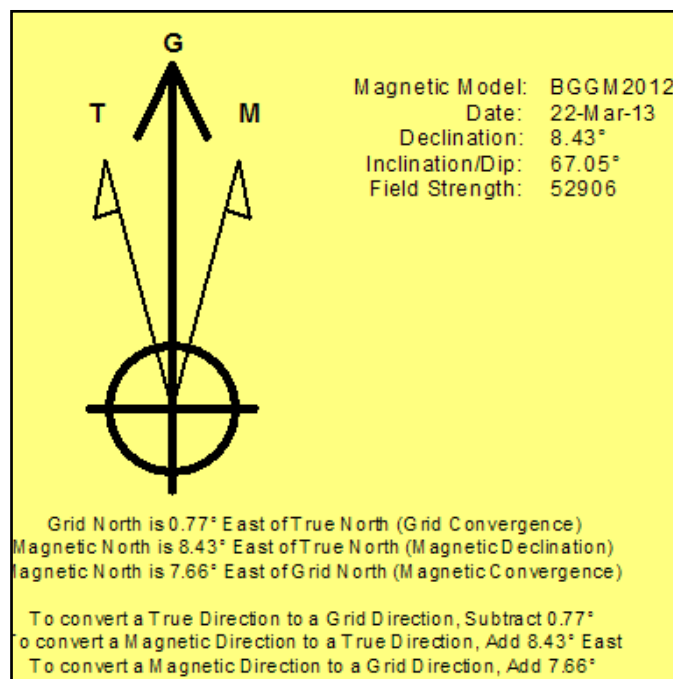 G
T
M
Magnetic Model: BGGM2012
Date: 22-Mar-13
Declination: 8.43°
Inclination/Dip: 67.05°
Field Strength: 52906
Grid North is 0.77° East of True North (Grid Convergence)
Magnetic North is 8.43° East of True North (Magnetic Declination)
Magnetic North is 7.66° East of Grid North (Magnetic Convergence)
To convert a True Direction to a Grid Direction, Subtract 0.77°
To convert a Magnetic Direction to a True Direction, Add 8.43° East
To convert a Magnetic Direction to a Grid Direction, Add 7.66°